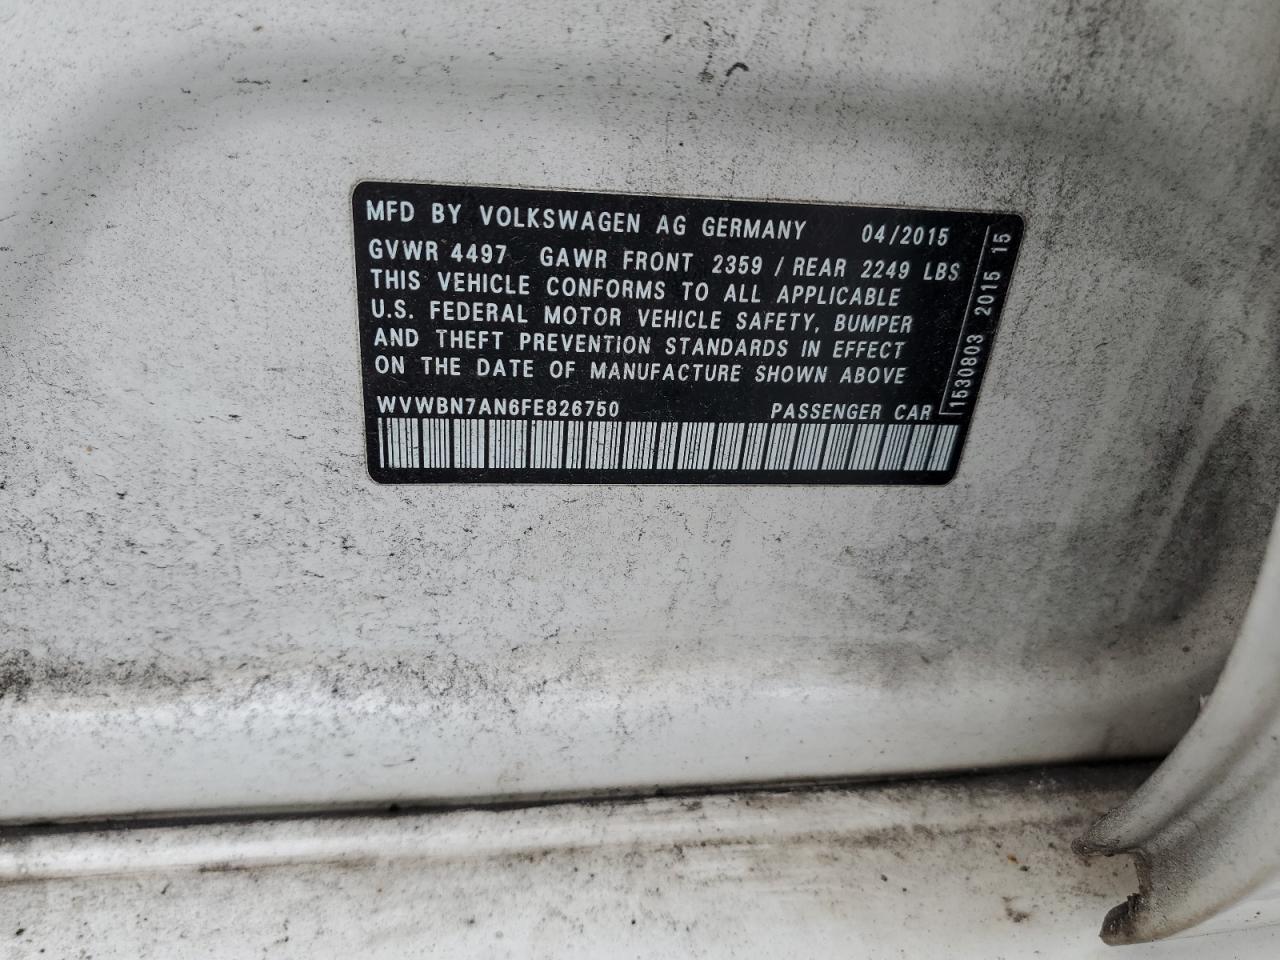 MFD BY VOLKSWAGEN AG GERMANY 04/2015
GVWR 4497 GAWR FRONT 2359 / REAR 2249 LBS
THIS VEHICLE CONFORMS TO ALL APPLICABLE
U.S. FEDERAL MOTOR VEHICLE SAFETY, BUMPER
AND THEFT PREVENTION STANDARDS IN EFFECT
ON THE DATE OF MANUFACTURE SHOWN ABOVE
WVWBN7AN6FE826750 PASSENGER CAR
1530803 2015 15